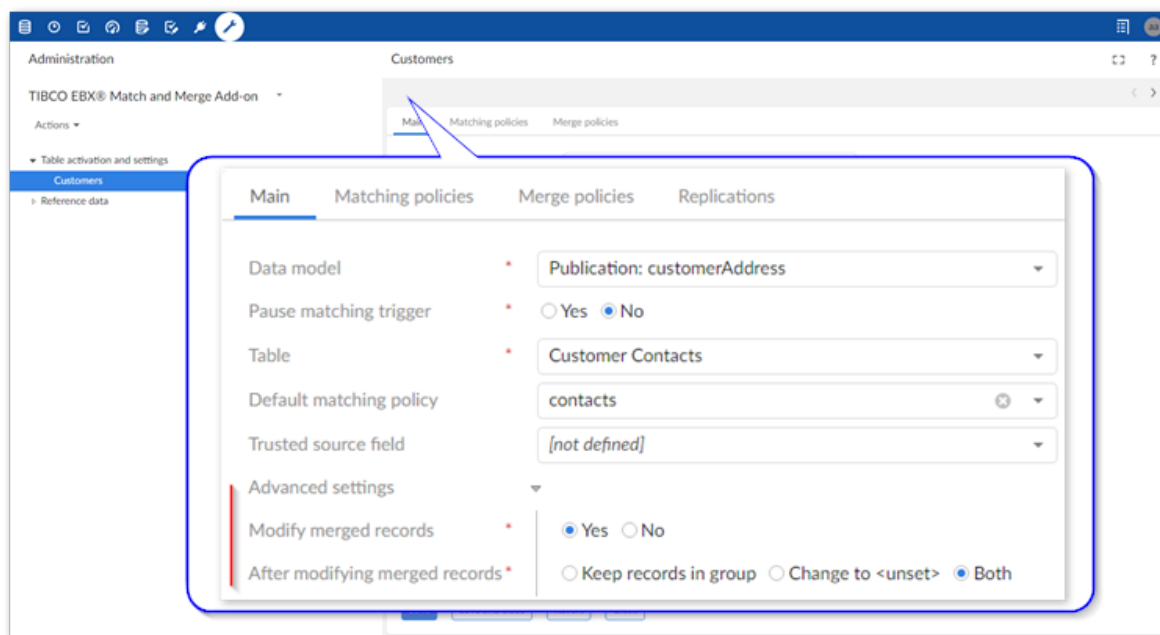 Administration
Customers
?
TIBCO EBX® Match and Merge Add-on
Actions
Main Matching policies Merge policies
Table activation and settings
Customers
Reference data
Main Matching policies Merge policies Replications
Data model * Publication: customerAddress
Pause matching trigger * Yes No
Table * Customer Contacts
Default matching policy contacts
Trusted source field [not defined]
Advanced settings
Modify merged records * Yes No
After modifying merged records * Keep records in group Change to <unset> Both